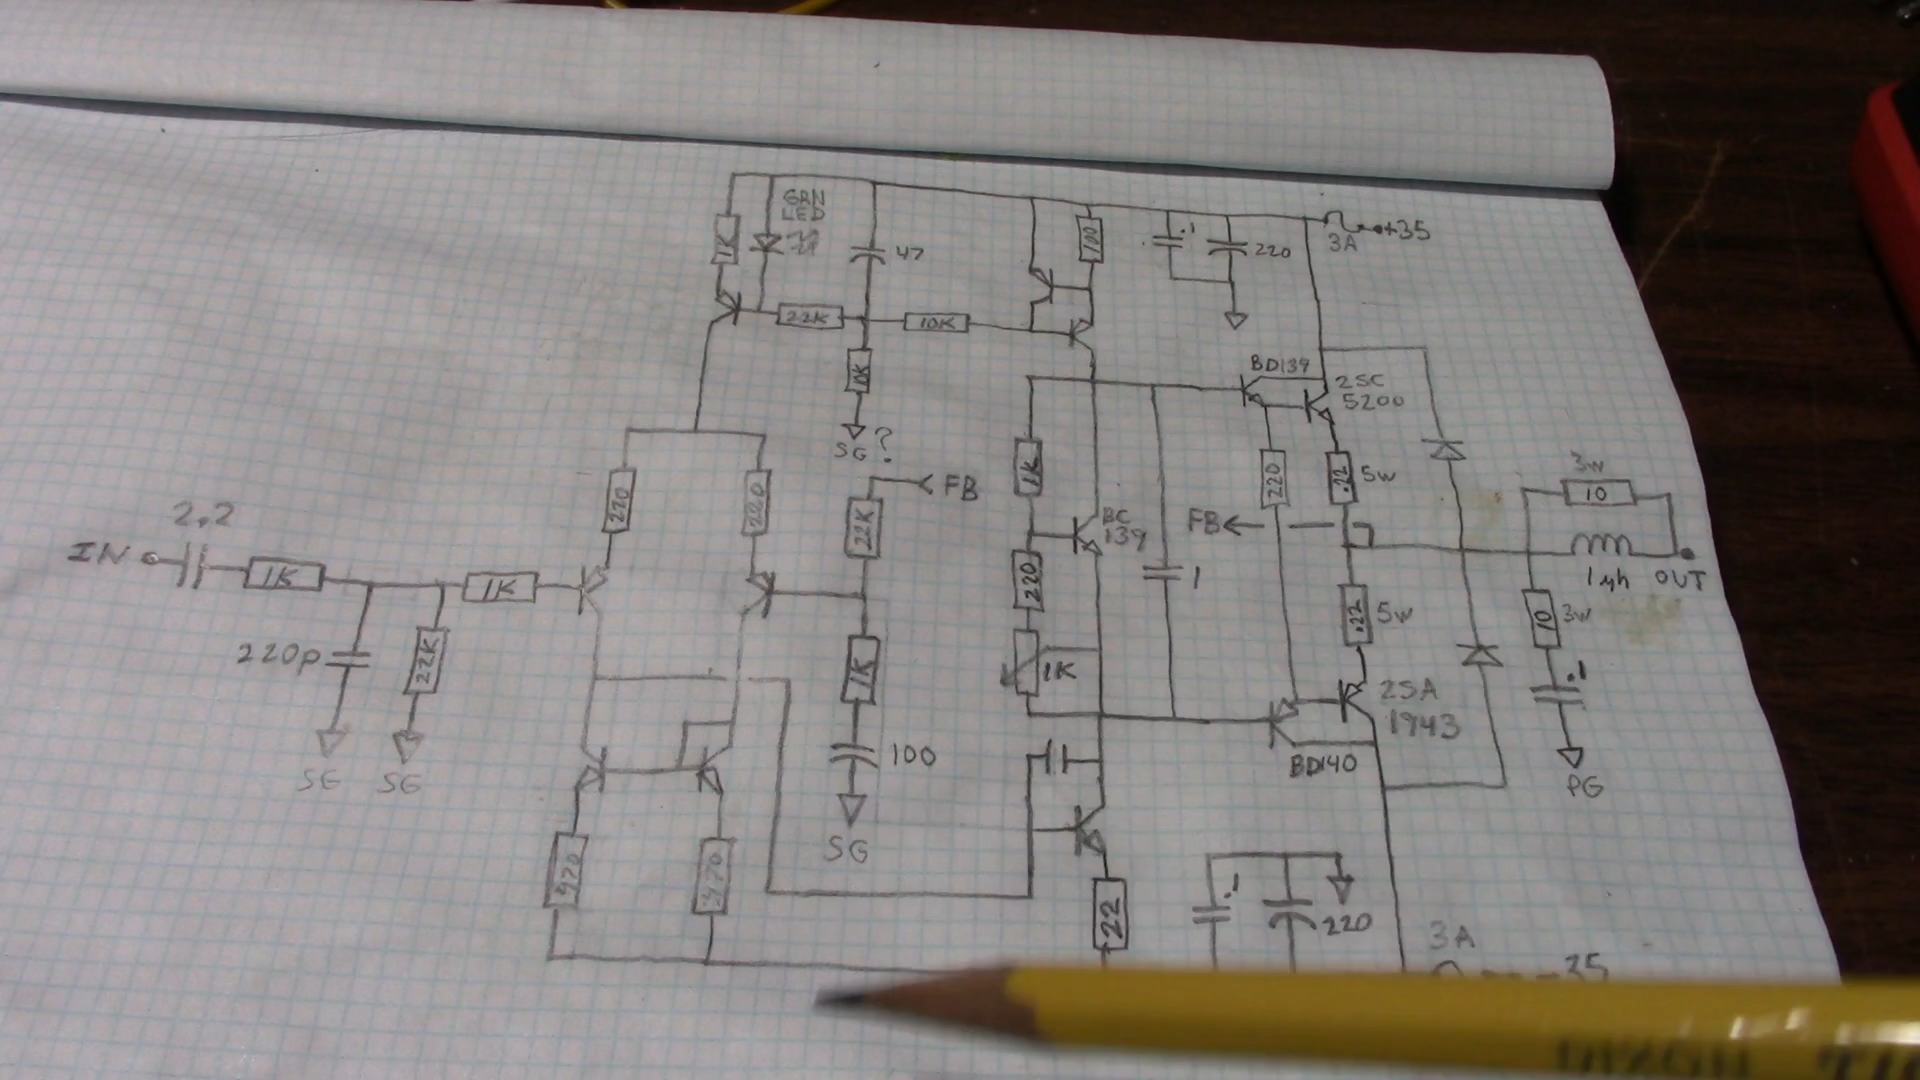 GRN
LED
1K
47
100
.1
220
3A
+35
22K
10K
1K
SG?
BD139
2SC
5200
220
220
FB
22K
1K
BC
139
FB
220
.22
5W
3W
10
2.2
IN
1K
1K
220
1
1µh
OUT
220p
22K
1K
1K
.22
5W
10
3W
.1
2SA
1943
SG
SG
100
BD140
PG
SG
470
470
22
.1
220
3A
-35